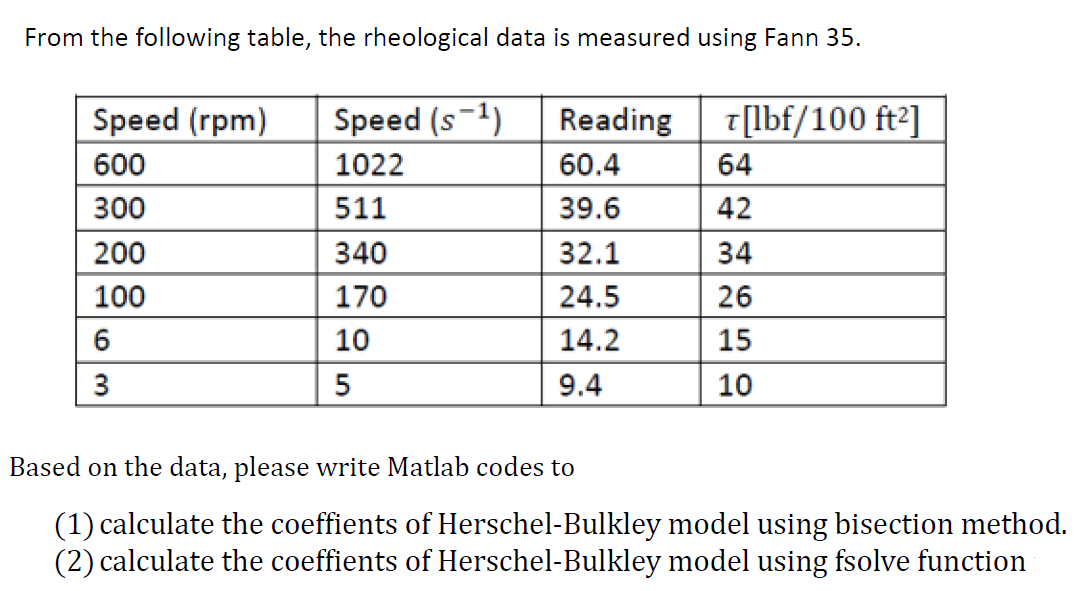 From the following table, the rheological data is measured using Fann 35.
Speed (rpm) Speed (s⁻¹) Reading τ[lbf/100 ft²]
600 1022 60.4 64
300 511 39.6 42
200 340 32.1 34
100 170 24.5 26
6 10 14.2 15
3 5 9.4 10
Based on the data, please write Matlab codes to
(1) calculate the coeffients of Herschel-Bulkley model using bisection method.
(2) calculate the coeffients of Herschel-Bulkley model using fsolve function